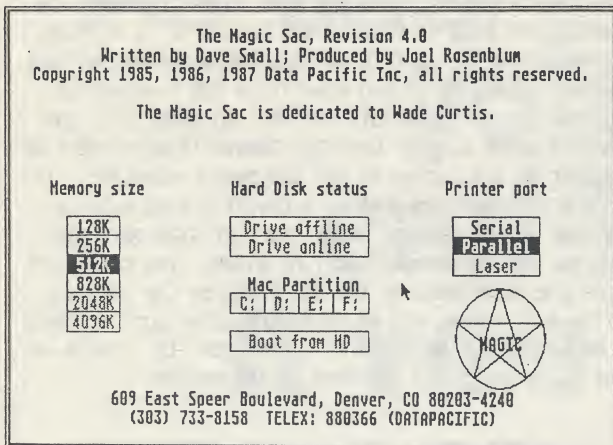 The Magic Sac, Revision 4.0
Written by Dave Small; Produced by Joel Rosenblum
Copyright 1985, 1986, 1987 Data Pacific Inc, all rights reserved.
The Magic Sac is dedicated to Wade Curtis.
Memory size
128K
256K
512K
828K
2048K
4096K
Hard Disk status
Drive offline
Drive online
Mac Partition
C: D: E: F:
Boot from HD
Printer port
Serial
Parallel
Laser
MAGIC
609 East Speer Boulevard, Denver, CO 80203-4240
(303) 733-8158 TELEX: 880366 (DATAPACIFIC)